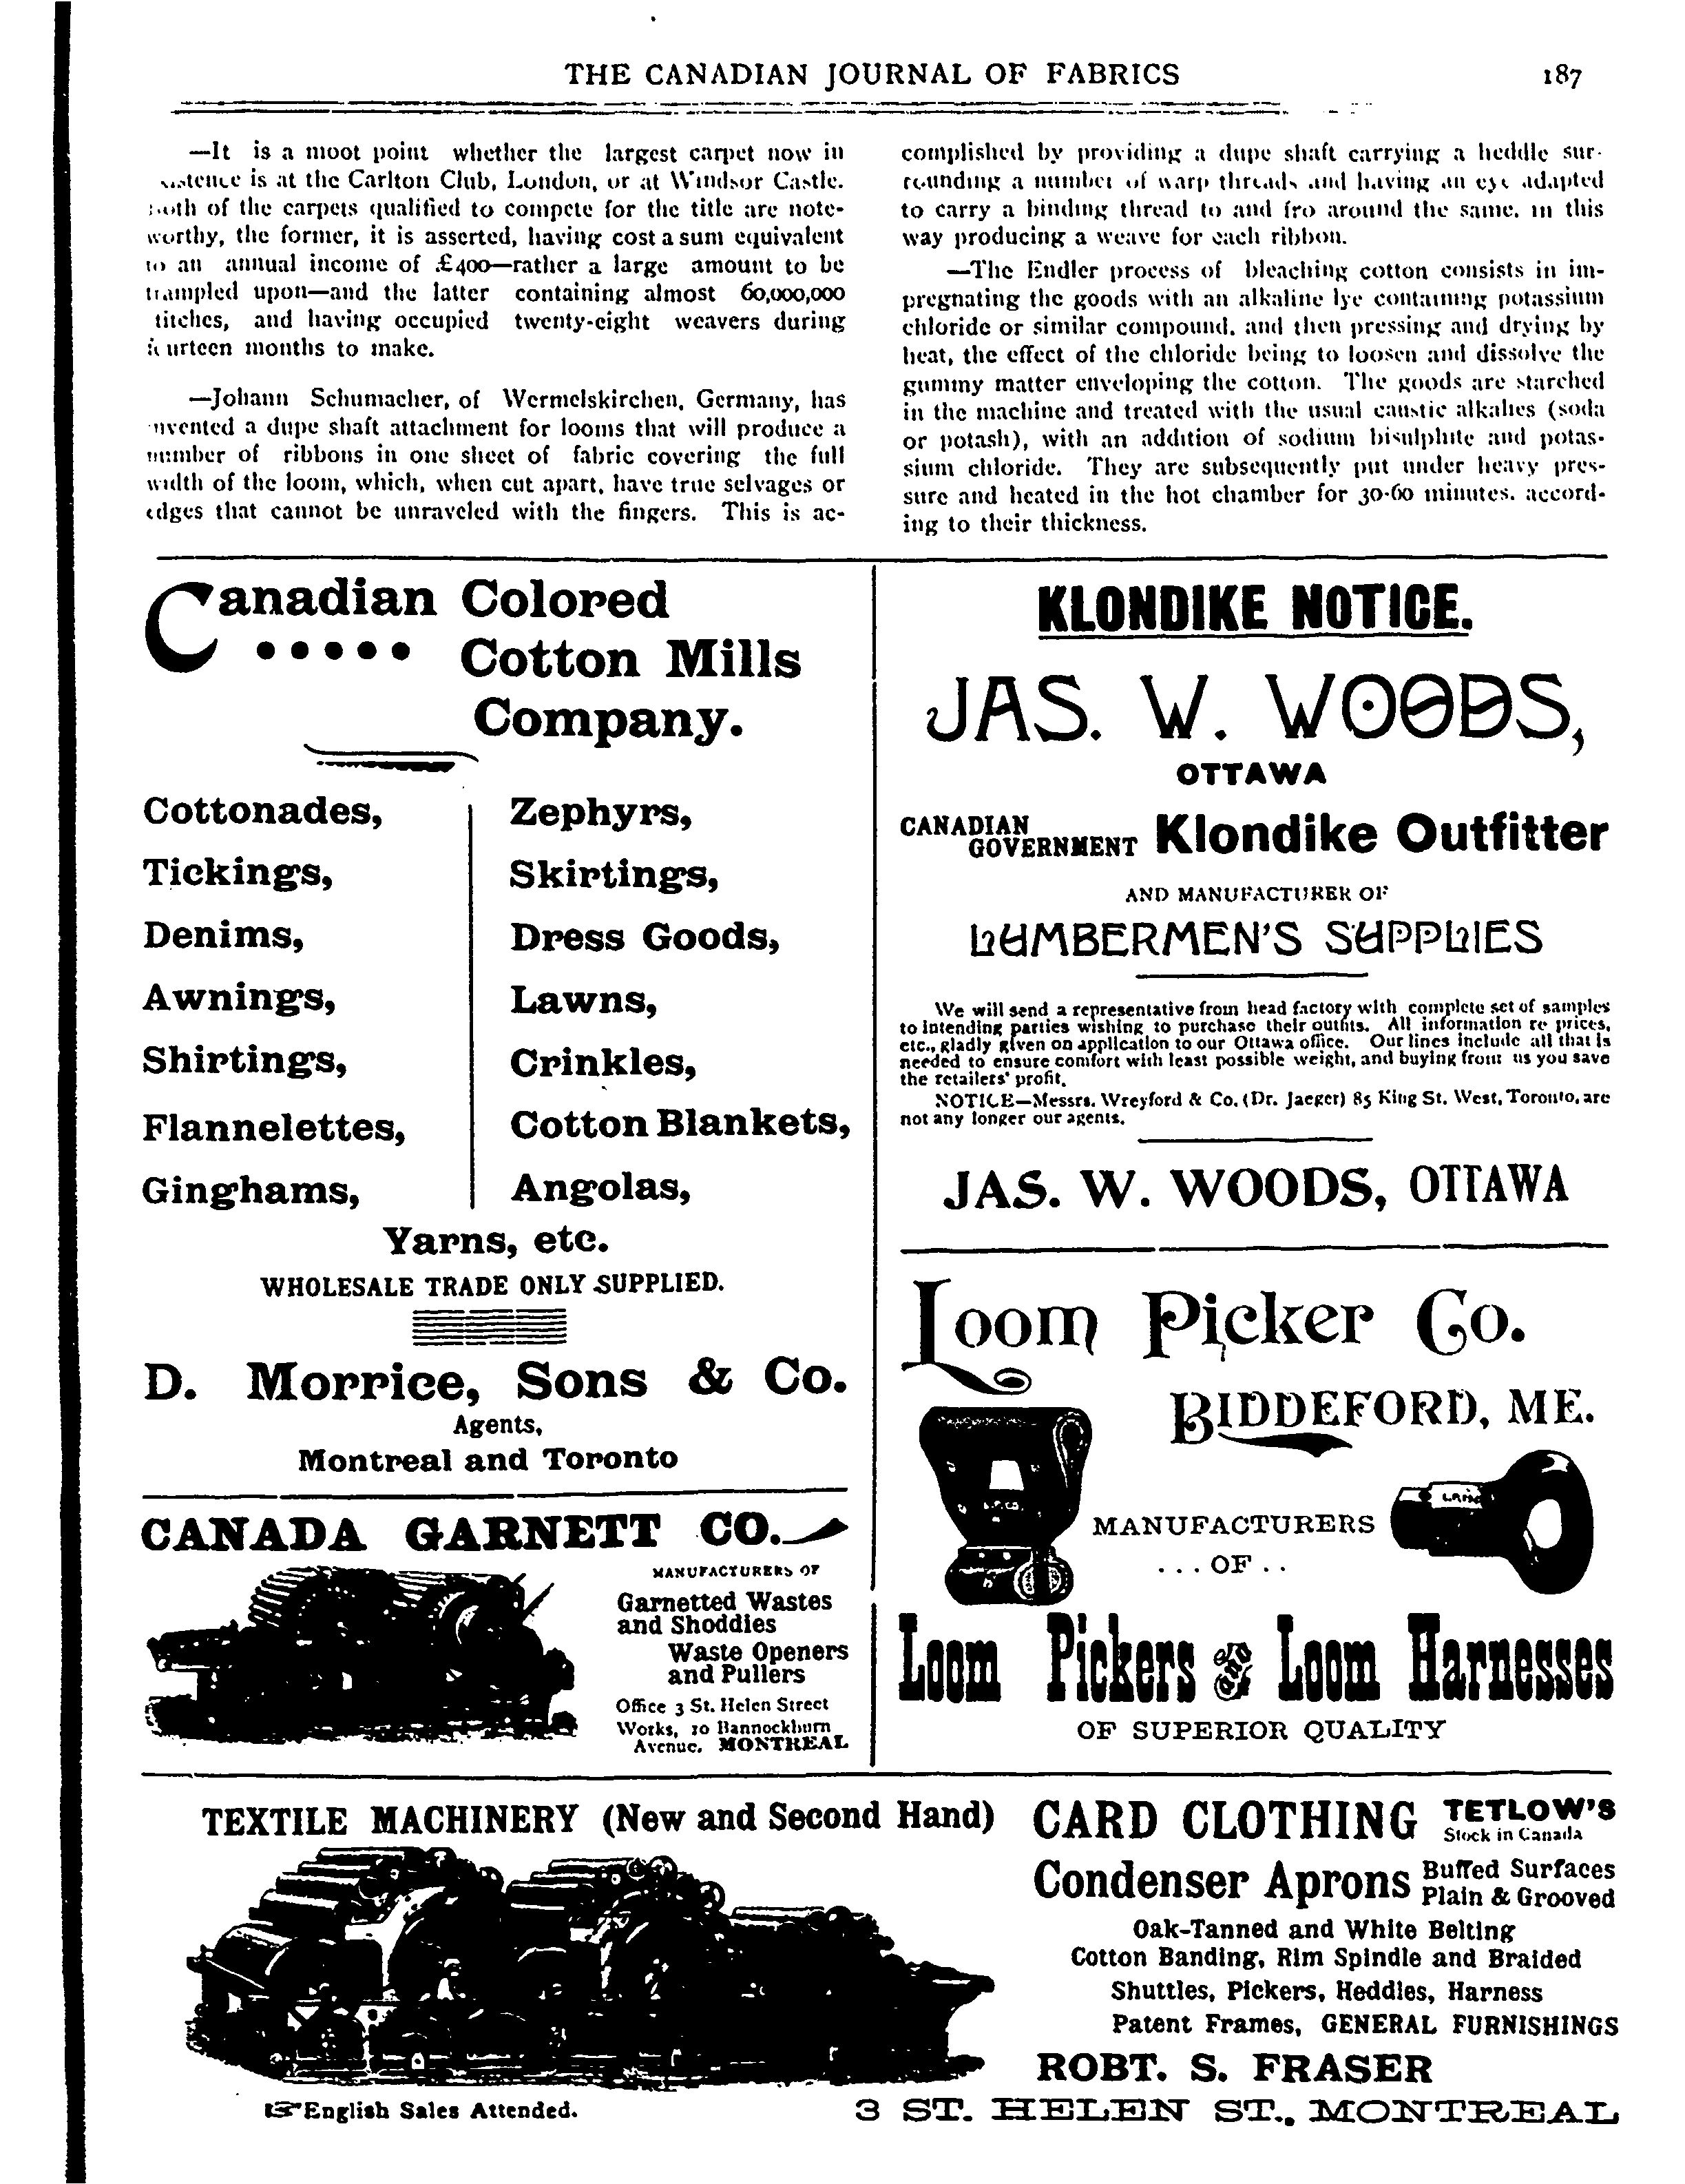 THE CANADIAN JOURNAL OF FABRICS 187
—It is a moot point whether the largest carpet now in
is at the Carlton Club, London, or at Windsor Castle.
of the carpets qualified to compete for the title are note-
worthy, the former, it is asserted, having cost a sum equivalent
to an annual income of £400—rather a large amount to be
trampled upon—and the latter containing almost 60,000,000
titches, and having occupied twenty-eight weavers during
urteen months to make.
—Johann Schumacher, of Wermelskirchen, Germany, has
nvented a dupe shaft attachment for looms that will produce a
number of ribbons in one sheet of fabric covering the full
width of the loom, which, when cut apart, have true selvages or
edges that cannot be unraveled with the fingers. This is ac-
complished by providing a dupe shaft carrying a heddle sur-
rounding a number of warp threads and having an eye adapted
to carry a binding thread to and fro around the same, in this
way producing a weave for each ribbon.
—The Endler process of bleaching cotton consists in im-
pregnating the goods with an alkaline lye containing potassium
chloride or similar compound, and then pressing and drying by
heat, the effect of the chloride being to loosen and dissolve the
gummy matter enveloping the cotton. The goods are starched
in the machine and treated with the usual caustic alkalies (soda
or potash), with an addition of sodium bisulphite and potas-
sium chloride. They are subsequently put under heavy pres-
sure and heated in the hot chamber for 30-60 minutes, accord-
ing to their thickness.
Canadian Colored
Cotton Mills
Company.
Cottonades,
Tickings,
Denims,
Awnings,
Shirtings,
Flannelettes,
Ginghams,
Zephyrs,
Skirtings,
Dress Goods,
Lawns,
Crinkles,
Cotton Blankets,
Angolas,
Yarns, etc.
WHOLESALE TRADE ONLY SUPPLIED.
D. Morrice, Sons & Co.
Agents,
Montreal and Toronto
CANADA GARNETT CO.
MANUFACTURERS OF
Garnetted Wastes
and Shoddies
Waste Openers
and Pullers
Office 3 St. Helen Street
Works, 10 Bannockburn
Avenue, MONTREAL
KLONDIKE NOTICE.
JAS. W. WOODS,
OTTAWA
CANADIAN
GOVERNMENT Klondike Outfitter
AND MANUFACTURER OF
LUMBERMEN'S SUPPLIES
We will send a representative from head factory with complete set of samples
to intending parties wishing to purchase their outfits. All information re prices,
etc., gladly given on application to our Ottawa office. Our lines include all that is
needed to ensure comfort with least possible weight, and buying from us you save
the retailers' profit.
NOTICE—Messrs. Wreyford & Co. (Dr. Jaeger) 85 King St. West, Toronto, are
not any longer our agents.
JAS. W. WOODS, OTTAWA
Loom Picker Co.
BIDDEFORD, ME.
L.P.CO.
MANUFACTURERS
... OF ..
Loom Pickers and Loom Harnesses
OF SUPERIOR QUALITY
TEXTILE MACHINERY (New and Second Hand)
English Sales Attended.
CARD CLOTHING TETLOW'S
Stock in Canada
Condenser Aprons Buffed Surfaces
Plain & Grooved
Oak-Tanned and White Belting
Cotton Banding, Rim Spindle and Braided
Shuttles, Pickers, Heddles, Harness
Patent Frames, GENERAL FURNISHINGS
ROBT. S. FRASER
3 ST. HELEN ST., MONTREAL